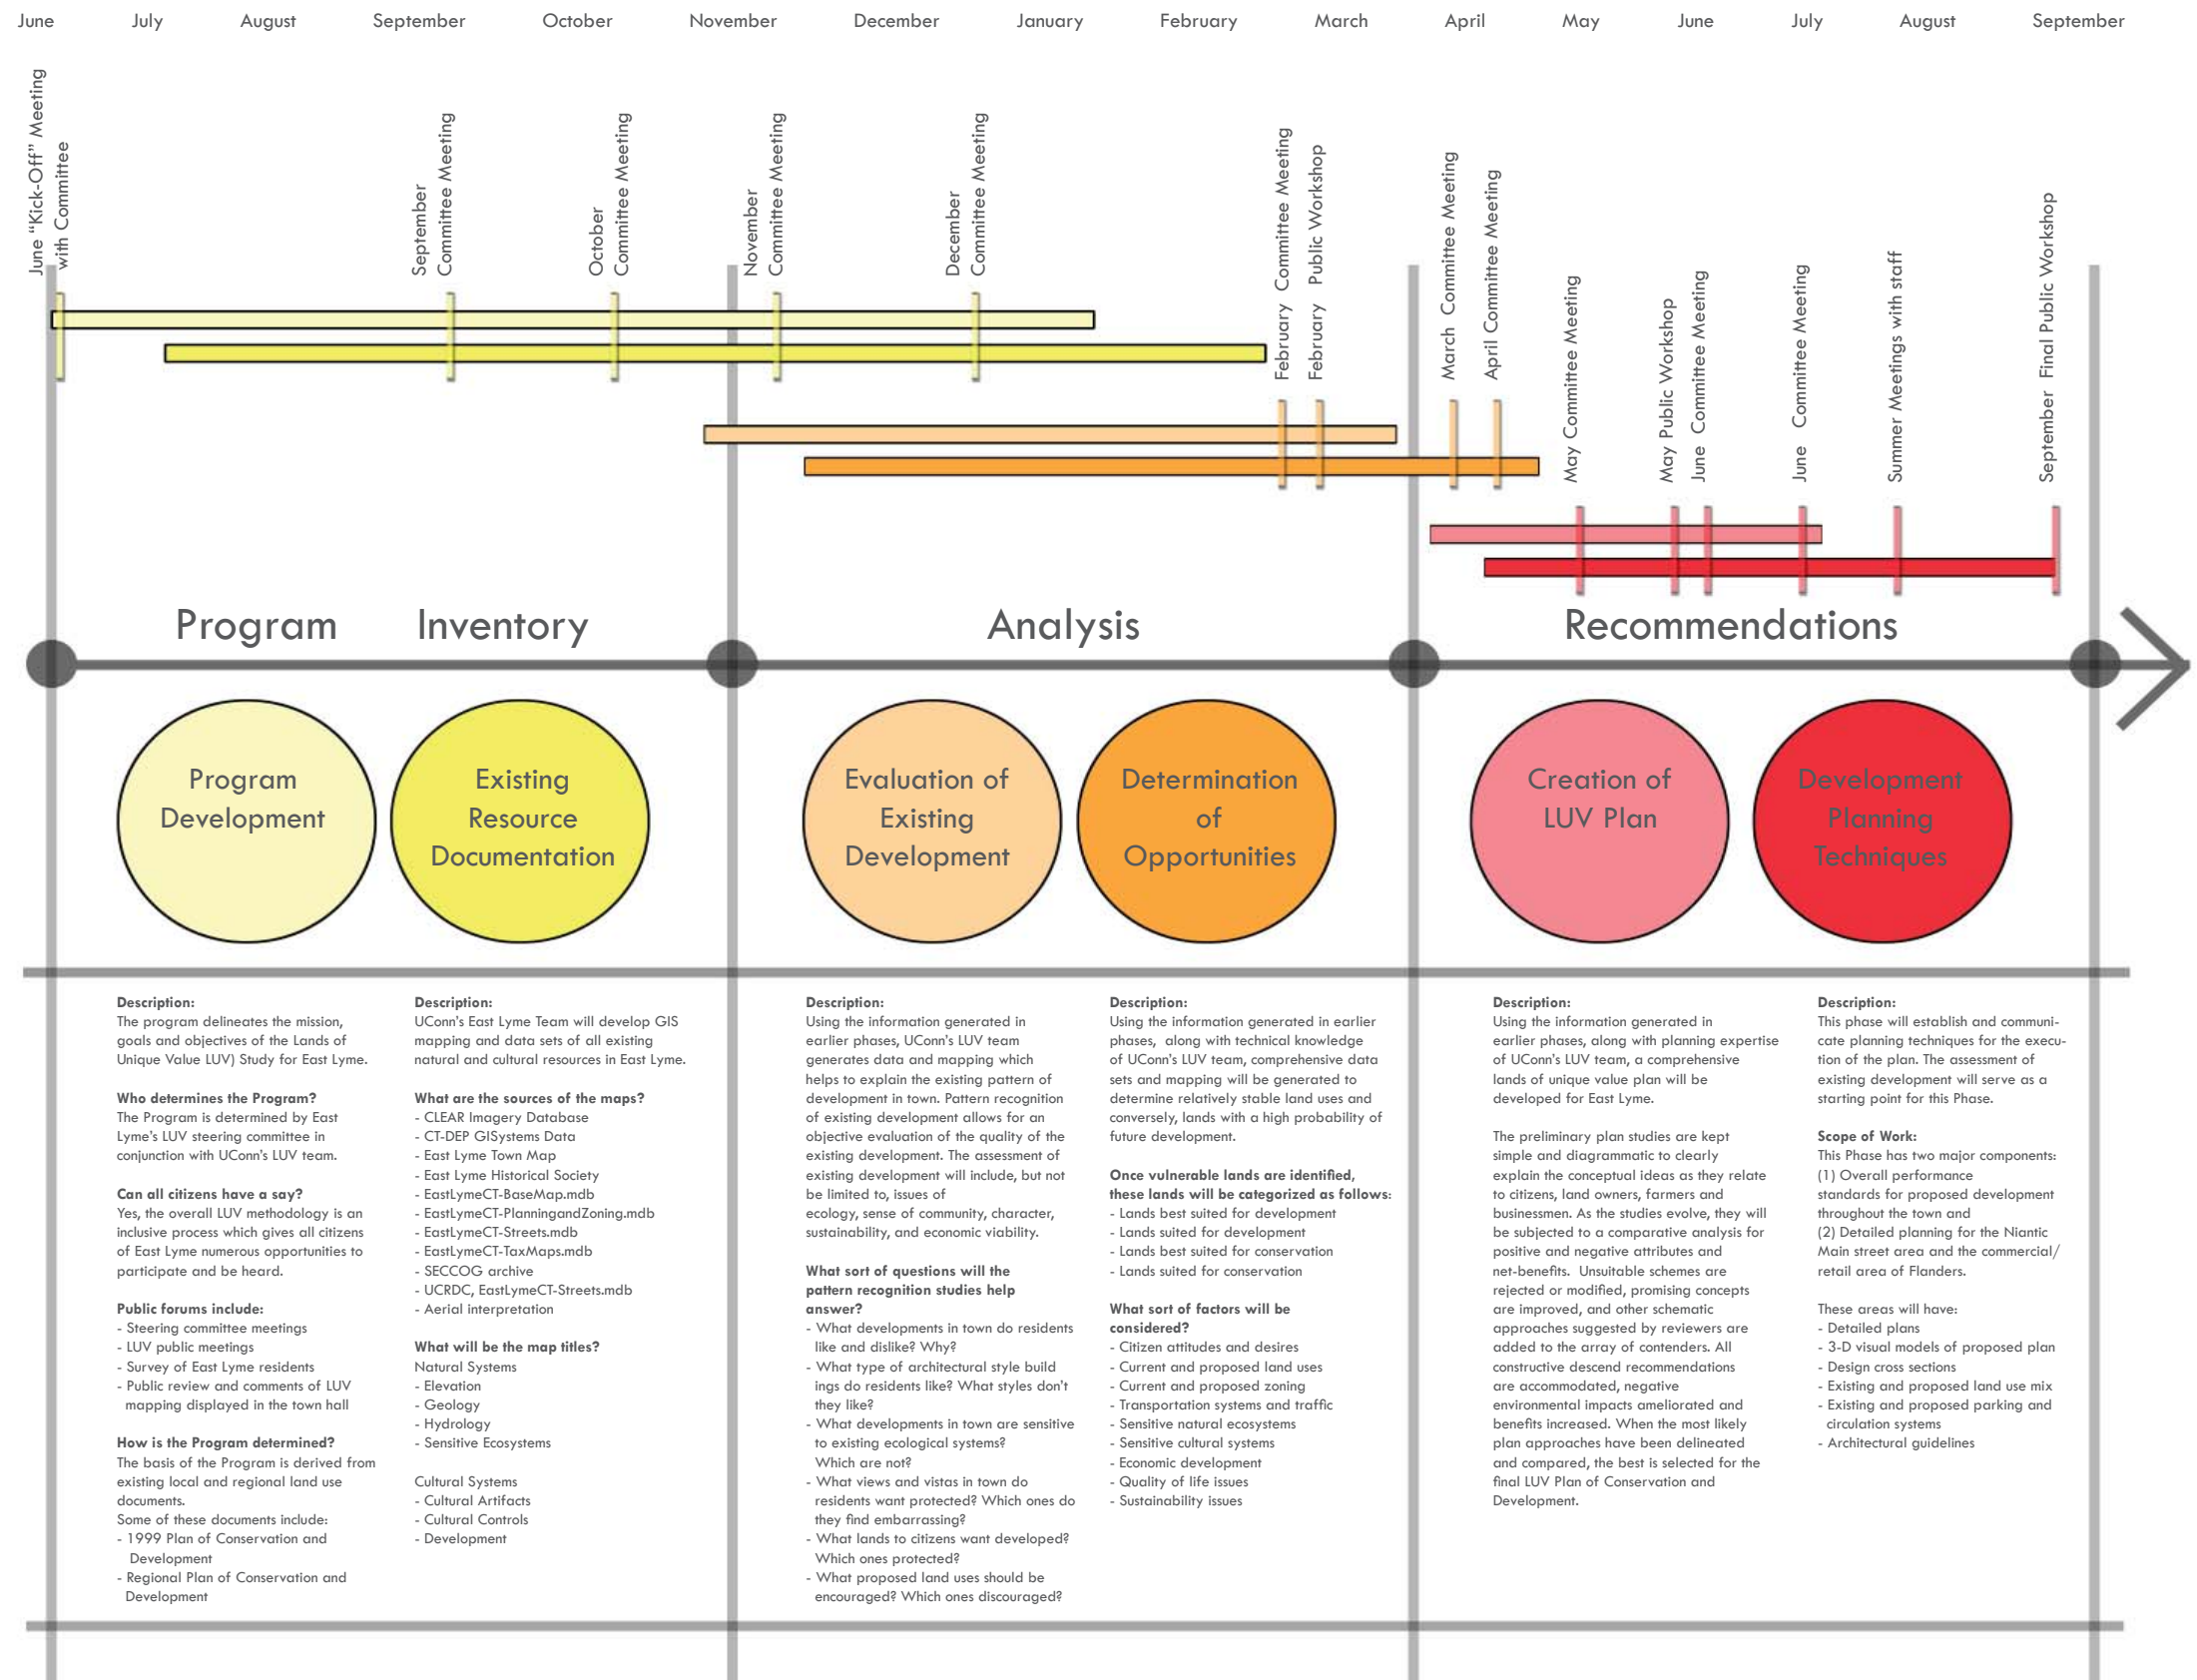 June July August September October November December January February March April May June July August September
June “Kick-Off” Meeting
with Committee
September
Committee Meeting
October
Committee Meeting
November
Committee Meeting
December
Committee Meeting
February Committee Meeting
February Public Workshop
March Committee Meeting
April Committee Meeting
May Committee Meeting
May Public Workshop
June Committee Meeting
June Committee Meeting
Summer Meetings with staff
September Final Public Workshop
Program Inventory Analysis Recommendations
Program
Development
Existing
Resource
Documentation
Evaluation of
Existing
Development
Determination
of
Opportunities
Creation of
LUV Plan
Development
Planning
Techniques
Description:
The program delineates the mission,
goals and objectives of the Lands of
Unique Value LUV) Study for East Lyme.
Who determines the Program?
The Program is determined by East
Lyme's LUV steering committee in
conjunction with UConn's LUV team.
Can all citizens have a say?
Yes, the overall LUV methodology is an
inclusive process which gives all citizens
of East Lyme numerous opportunities to
participate and be heard.
Public forums include:
- Steering committee meetings
- LUV public meetings
- Survey of East Lyme residents
- Public review and comments of LUV
mapping displayed in the town hall
How is the Program determined?
The basis of the Program is derived from
existing local and regional land use
documents.
Some of these documents include:
- 1999 Plan of Conservation and
Development
- Regional Plan of Conservation and
Development
Description:
UConn's East Lyme Team will develop GIS
mapping and data sets of all existing
natural and cultural resources in East Lyme.
What are the sources of the maps?
- CLEAR Imagery Database
- CT-DEP GISystems Data
- East Lyme Town Map
- East Lyme Historical Society
- EastLymeCT-BaseMap.mdb
- EastLymeCT-PlanningandZoning.mdb
- EastLymeCT-Streets.mdb
- EastLymeCT-TaxMaps.mdb
- SECCOG archive
- UCRDC, EastLymeCT-Streets.mdb
- Aerial interpretation
What will be the map titles?
Natural Systems
- Elevation
- Geology
- Hydrology
- Sensitive Ecosystems
Cultural Systems
- Cultural Artifacts
- Cultural Controls
- Development
Description:
Using the information generated in
earlier phases, UConn's LUV team
generates data and mapping which
helps to explain the existing pattern of
development in town. Pattern recognition
of existing development allows for an
objective evaluation of the quality of the
existing development. The assessment of
existing development will include, but not
be limited to, issues of
ecology, sense of community, character,
sustainability, and economic viability.
What sort of questions will the
pattern recognition studies help
answer?
- What developments in town do residents
like and dislike? Why?
- What type of architectural style build
ings do residents like? What styles don't
they like?
- What developments in town are sensitive
to existing ecological systems?
Which are not?
- What views and vistas in town do
residents want protected? Which ones do
they find embarrassing?
- What lands to citizens want developed?
Which ones protected?
- What proposed land uses should be
encouraged? Which ones discouraged?
Description:
Using the information generated in earlier
phases, along with technical knowledge
of UConn's LUV team, comprehensive data
sets and mapping will be generated to
determine relatively stable land uses and
conversely, lands with a high probability of
future development.
Once vulnerable lands are identified,
these lands will be categorized as follows:
- Lands best suited for development
- Lands suited for development
- Lands best suited for conservation
- Lands suited for conservation
What sort of factors will be
considered?
- Citizen attitudes and desires
- Current and proposed land uses
- Current and proposed zoning
- Transportation systems and traffic
- Sensitive natural ecosystems
- Sensitive cultural systems
- Economic development
- Quality of life issues
- Sustainability issues
Description:
Using the information generated in
earlier phases, along with planning expertise
of UConn's LUV team, a comprehensive
lands of unique value plan will be
developed for East Lyme.
The preliminary plan studies are kept
simple and diagrammatic to clearly
explain the conceptual ideas as they relate
to citizens, land owners, farmers and
businessmen. As the studies evolve, they will
be subjected to a comparative analysis for
positive and negative attributes and
net-benefits. Unsuitable schemes are
rejected or modified, promising concepts
are improved, and other schematic
approaches suggested by reviewers are
added to the array of contenders. All
constructive descend recommendations
are accommodated, negative
environmental impacts ameliorated and
benefits increased. When the most likely
plan approaches have been delineated
and compared, the best is selected for the
final LUV Plan of Conservation and
Development.
Description:
This phase will establish and communi-
cate planning techniques for the execu-
tion of the plan. The assessment of
existing development will serve as a
starting point for this Phase.
Scope of Work:
This Phase has two major components:
(1) Overall performance
standards for proposed development
throughout the town and
(2) Detailed planning for the Niantic
Main street area and the commercial/
retail area of Flanders.
These areas will have:
- Detailed plans
- 3-D visual models of proposed plan
- Design cross sections
- Existing and proposed land use mix
- Existing and proposed parking and
circulation systems
- Architectural guidelines